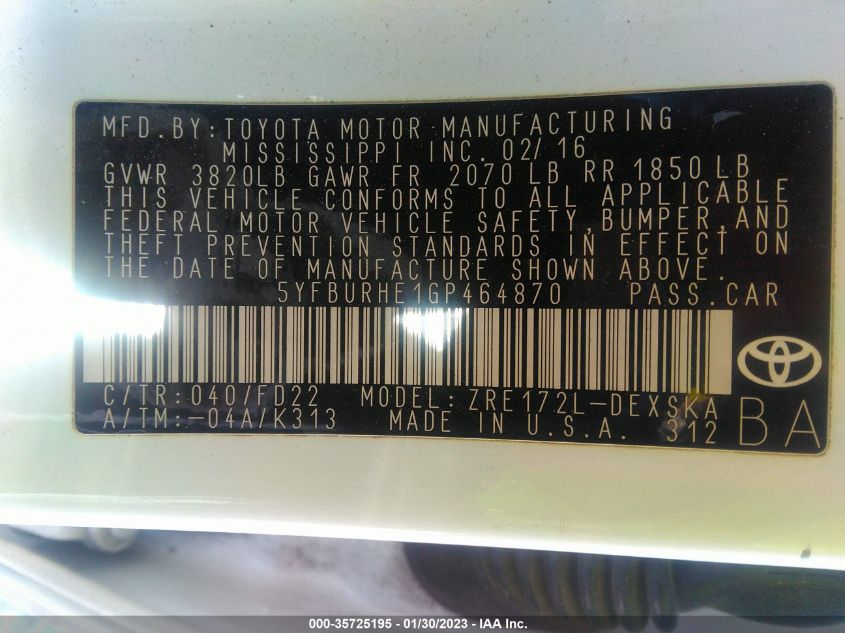 MFD.BY:TOYOTA MOTOR MANUFACTURING
MISSISSIPPI INC. 02/16
GVWR 3820LB GAWR FR 2070LB RR 1850LB
THIS VEHICLE CONFORMS TO ALL APPLICABLE
FEDERAL MOTOR VEHICLE SAFETY,BUMPER,AND
THEFT PREVENTION STANDARDS IN EFFECT ON
THE DATE OF MANUFACTURE SHOWN ABOVE.
5YFBURHE1GP464870 PASS.CAR
C/TR:040/FD22 MODEL:ZRE172L-DEXSKA
A/TM:-04A/K313 MADE IN U.S.A. 312 BA
000-35725195 - 01/30/2023 - IAA Inc.